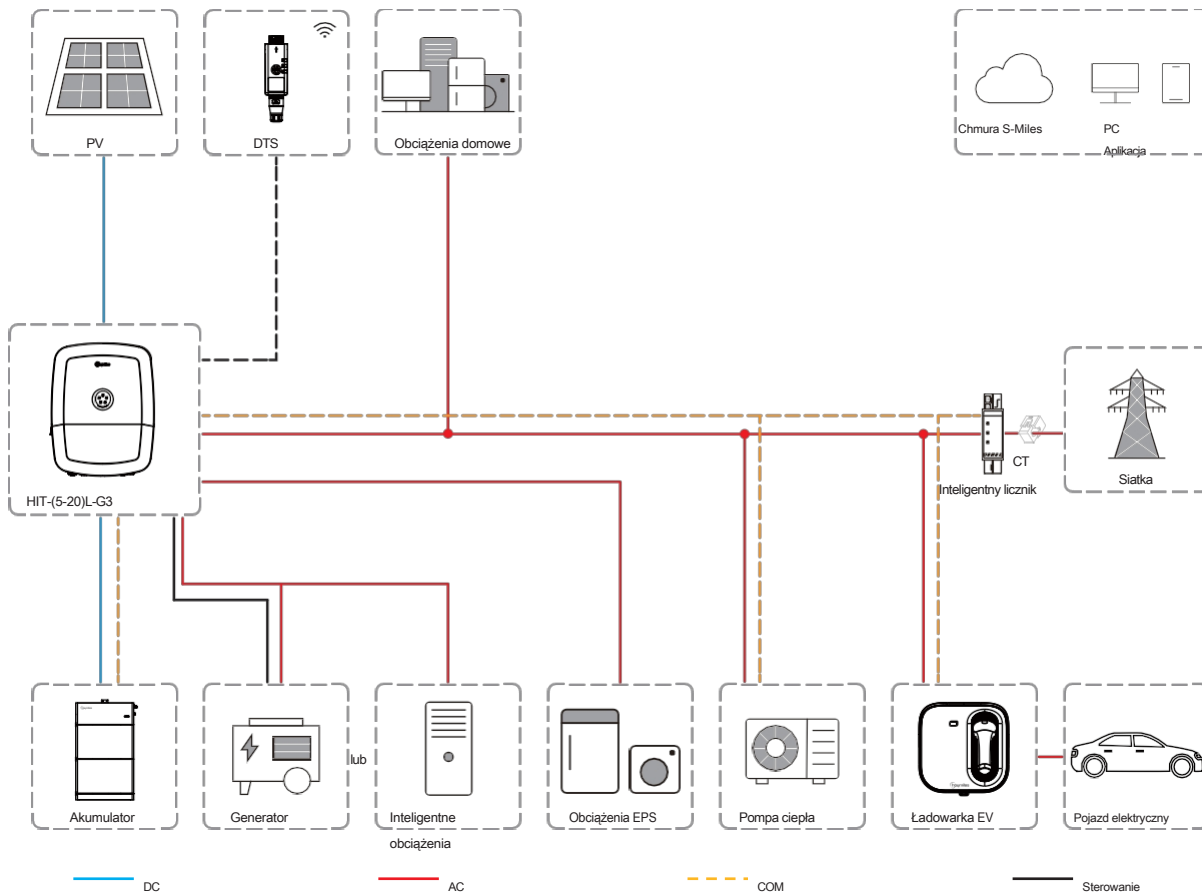 PV
DTS
Obciążenia domowe
Chmura S-Miles
PC
Aplikacja
HIT-(5-20)L-G3
CT
Inteligentny licznik
Siatka
lub
Akumulator
Generator
Inteligentne
obciążenia
Obciążenia EPS
Pompa ciepła
Ładowarka EV
Pojazd elektryczny
DC
AC
COM
Sterowanie